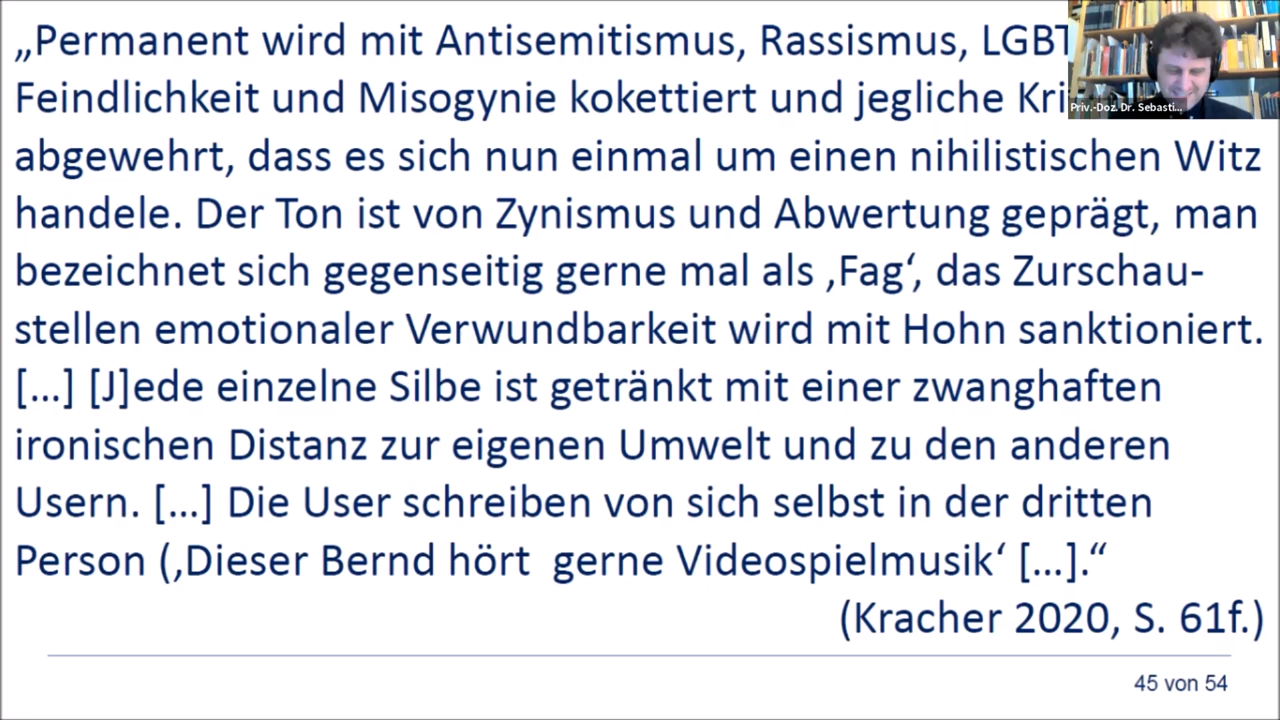 „Permanent wird mit Antisemitismus, Rassismus, LGBT
Feindlichkeit und Misogynie kokettiert und jegliche Kri
Priv.-Doz. Dr. Sebasti...
abgewehrt, dass es sich nun einmal um einen nihilistischen Witz
handele. Der Ton ist von Zynismus und Abwertung geprägt, man
bezeichnet sich gegenseitig gerne mal als ‚Fag‘, das Zurschau-
stellen emotionaler Verwundbarkeit wird mit Hohn sanktioniert.
[…] [J]ede einzelne Silbe ist getränkt mit einer zwanghaften
ironischen Distanz zur eigenen Umwelt und zu den anderen
Usern. […] Die User schreiben von sich selbst in der dritten
Person (‚Dieser Bernd hört  gerne Videospielmusik‘ […].“
(Kracher 2020, S. 61f.)
45 von 54